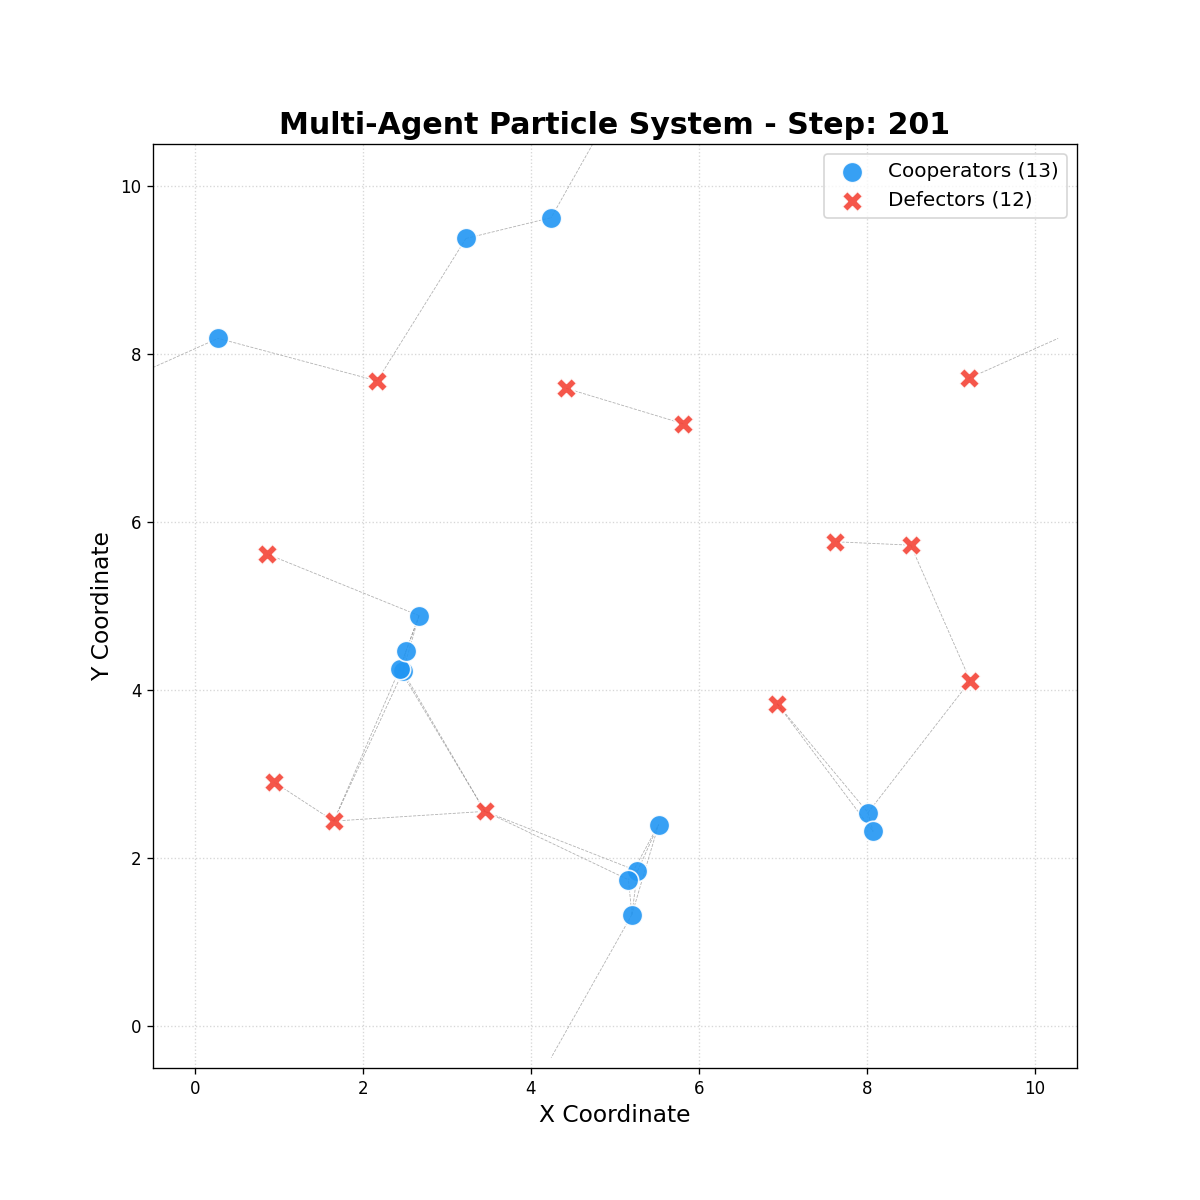 Multi-Agent Particle System - Step: 201
Cooperators (13)
Defectors (12)
10
8
6
4
2
0
Y Coordinate
0 2 4 6 8 10
X Coordinate